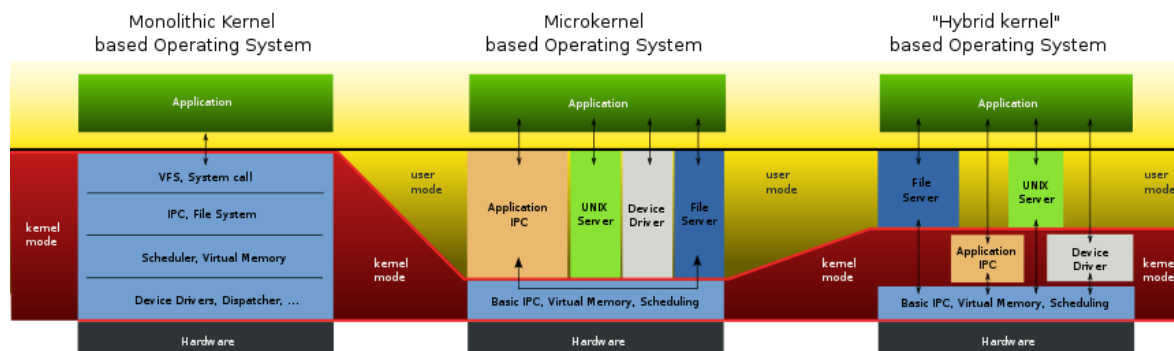 Monolithic Kernel
based Operating System
Application
kernel
mode
VFS, System call
IPC, File System
Scheduler, Virtual Memory
Device Drivers, Dispatcher, ...
Hardware
kernel
mode
user
mode
Microkernel
based Operating System
Application
Application
IPC
UNIX
Server
Device
Driver
File
Server
Basic IPC, Virtual Memory, Scheduling
Hardware
user
mode
kernel
mode
"Hybrid kernel"
based Operating System
Application
File
Server
UNIX
Server
user
mode
Application
IPC
Device
Driver
kernel
mode
Basic IPC, Virtual Memory, Scheduling
Hardware